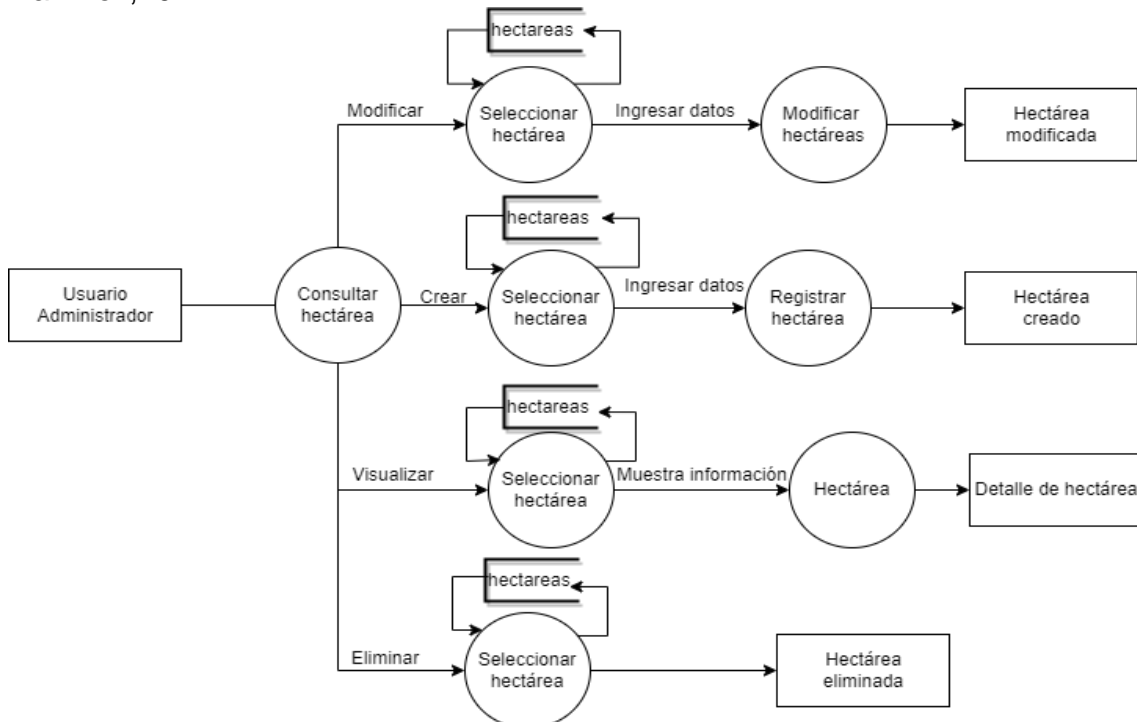 hectareas
Modificar
Seleccionar
hectárea
Ingresar datos
Modificar
hectáreas
Hectárea
modificada
hectareas
Usuario
Administrador
Consultar
hectárea
Crear
Seleccionar
hectárea
Ingresar datos
Registrar
hectárea
Hectárea
creado
hectareas
Visualizar
Seleccionar
hectárea
Muestra información
Hectárea
Detalle de hectárea
hectareas
Eliminar
Seleccionar
hectárea
Hectárea
eliminada